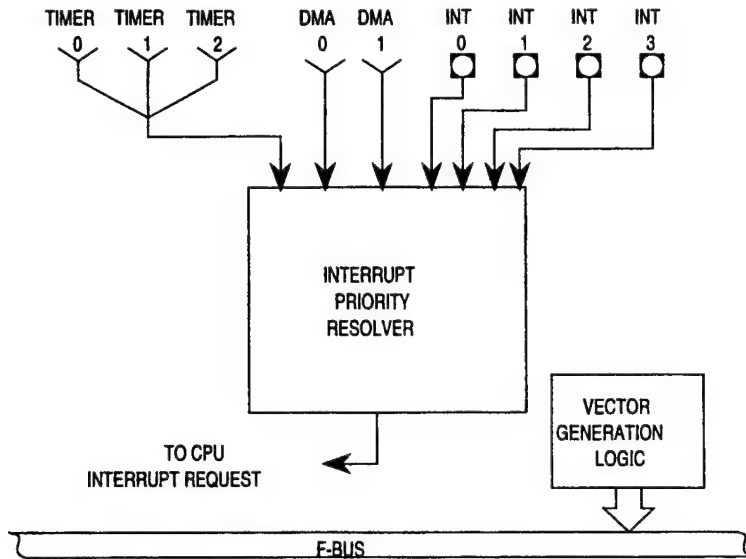 TIMER TIMER TIMER DMA DMA INT INT INT INT
0 1 2 0 1 0 1 2 3
INTERRUPT
PRIORITY
RESOLVER
VECTOR
GENERATION
LOGIC
TO CPU
INTERRUPT REQUEST
F-BUS